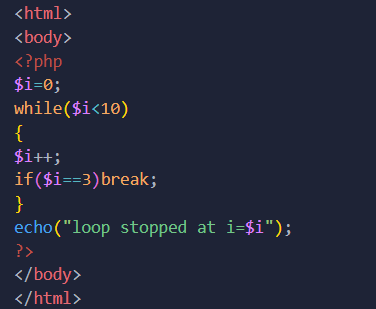 <html>
<body>
<?php
$i=0;
while($i<10)
{
$i++;
if($i==3)break;
}
echo("loop stopped at i=$i");
?>
</body>
</html>